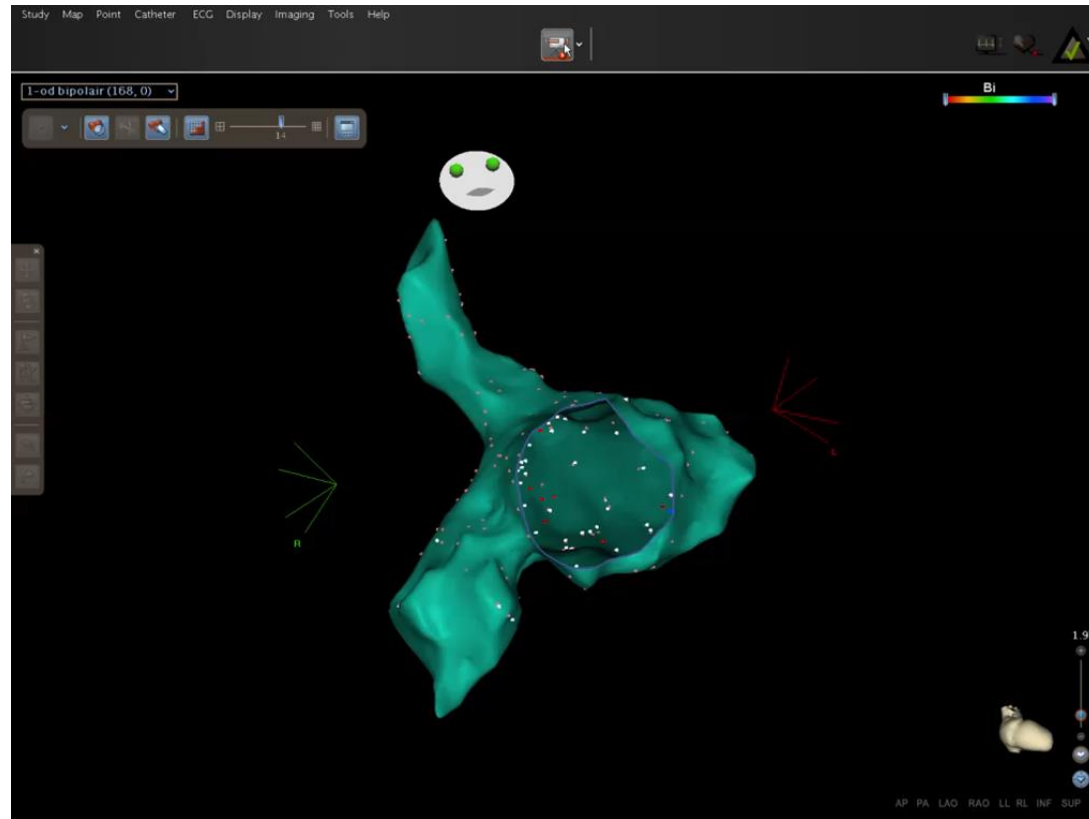 Study Map Point Catheter ECG Display Imaging Tools Help
1-od bipolair (168, 0)
Bi
14
L
R
1.9
AP PA LAO RAO LL RL INF SUP